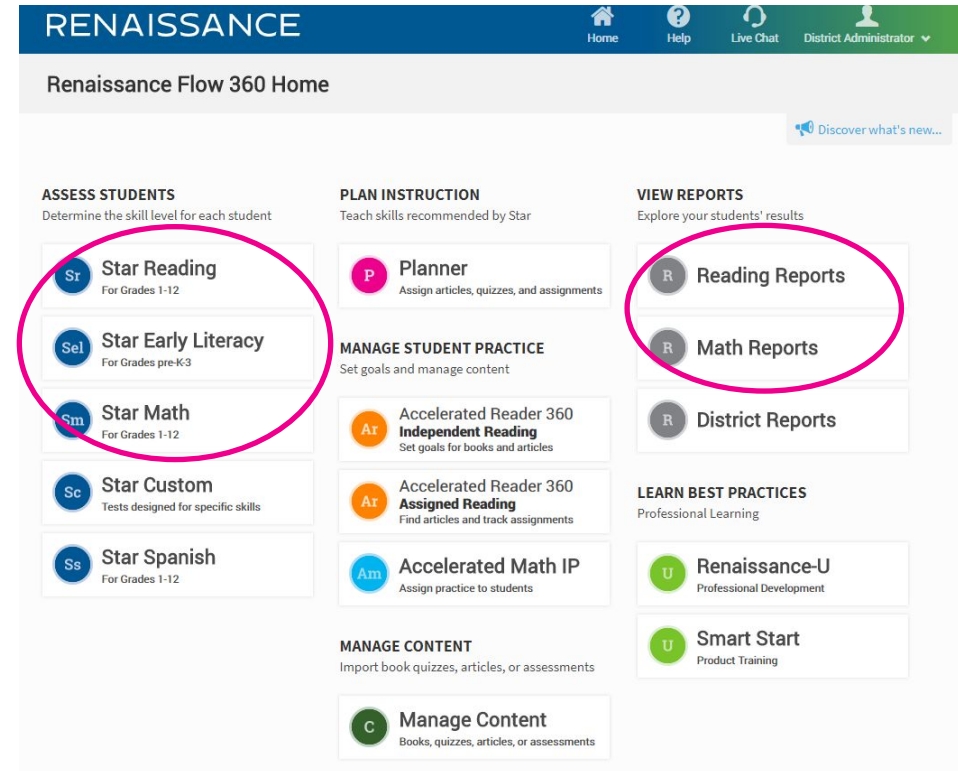 RENAISSANCE
Home
Help
Live Chat
District Administrator
Renaissance Flow 360 Home
Discover what's new...
ASSESS STUDENTS
Determine the skill level for each student
Sr
Star Reading
For Grades 1-12
Sel
Star Early Literacy
For Grades pre-K-3
Sm
Star Math
For Grades 1-12
Sc
Star Custom
Tests designed for specific skills
Ss
Star Spanish
For Grades 1-12
PLAN INSTRUCTION
Teach skills recommended by Star
P
Planner
Assign articles, quizzes, and assignments
MANAGE STUDENT PRACTICE
Set goals and manage content
Ar
Accelerated Reader 360
Independent Reading
Set goals for books and articles
Ar
Accelerated Reader 360
Assigned Reading
Find articles and track assignments
Am
Accelerated Math IP
Assign practice to students
MANAGE CONTENT
Import book quizzes, articles, or assessments
C
Manage Content
Books, quizzes, articles, or assessments
VIEW REPORTS
Explore your students' results
R
Reading Reports
R
Math Reports
R
District Reports
LEARN BEST PRACTICES
Professional Learning
U
Renaissance-U
Professional Development
U
Smart Start
Product Training